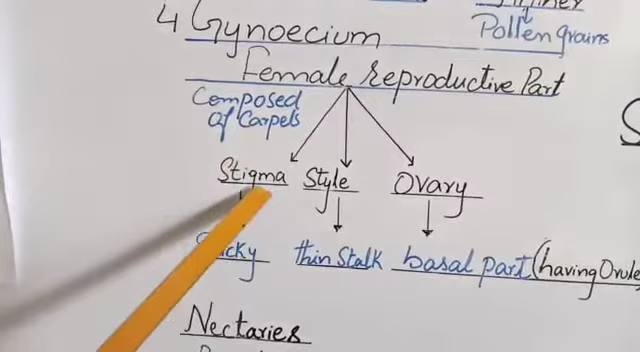 Pollen grains
4 Gynoecium
Female reproductive Part
Composed
of Carpels
Stigma Style Ovary
thin Stalk basal part (having Ovule
Nectaries